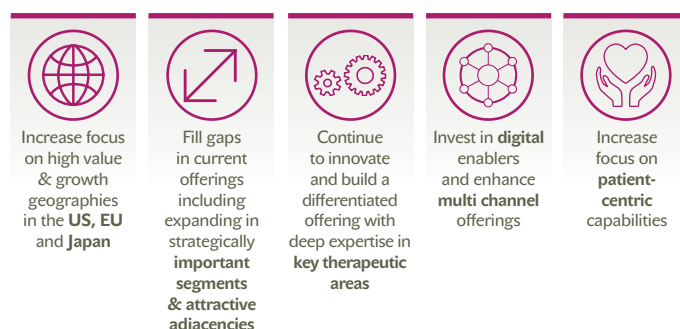 Increase focus
on high value
& growth
geographies
in the US, EU
and Japan
Fill gaps
in current
offerings
including
expanding in
strategically
important
segments
& attractive
adjacencies
Continue
to innovate
and build a
differentiated
offering with
deep expertise in
key therapeutic
areas
Invest in digital
enablers
and enhance
multi channel
offerings
Increase
focus on
patient-
centric
capabilities